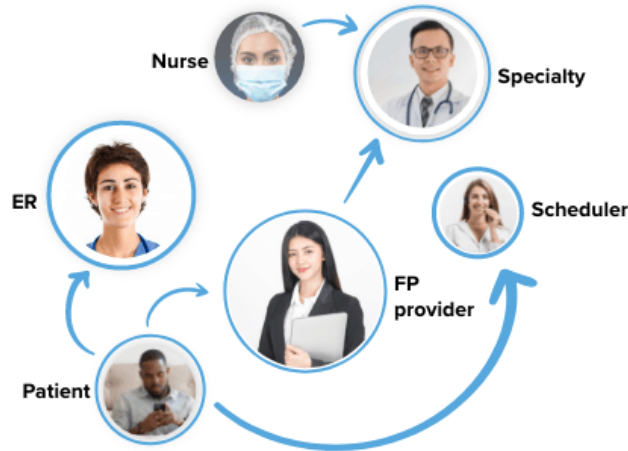 Nurse
Specialty
ER
Scheduler
FP
provider
Patient